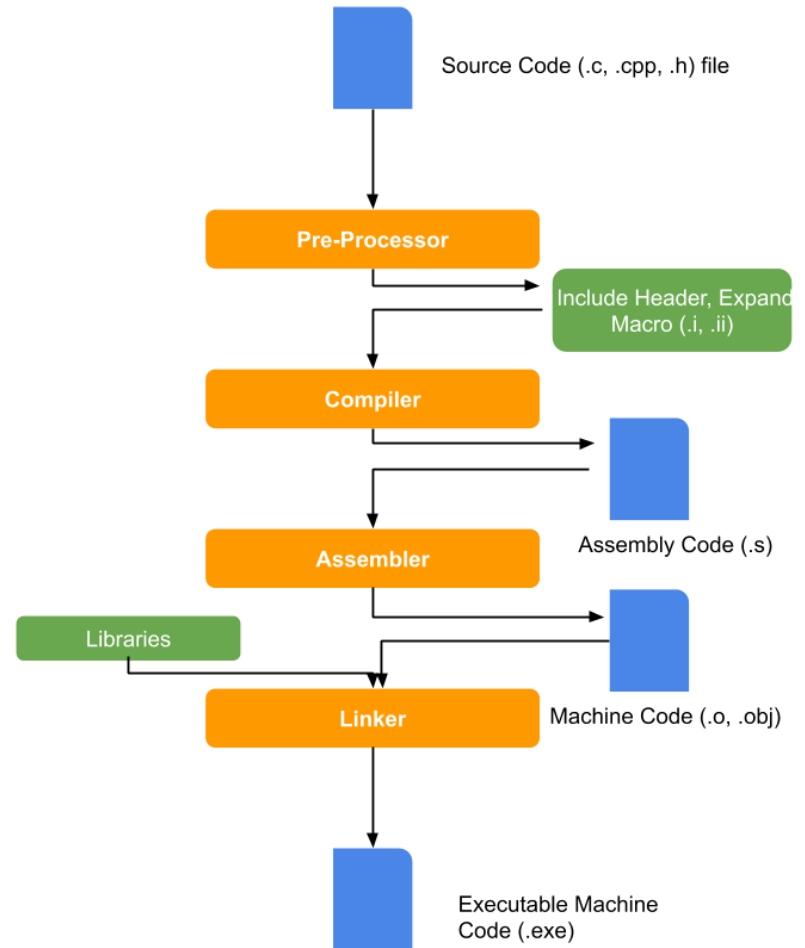 Source Code (.c, .cpp, .h) file
Pre-Processor
Include Header, Expand
Macro (.i, .ii)
Compiler
Assembly Code (.s)
Assembler
Libraries
Linker
Machine Code (.o, .obj)
Executable Machine
Code (.exe)